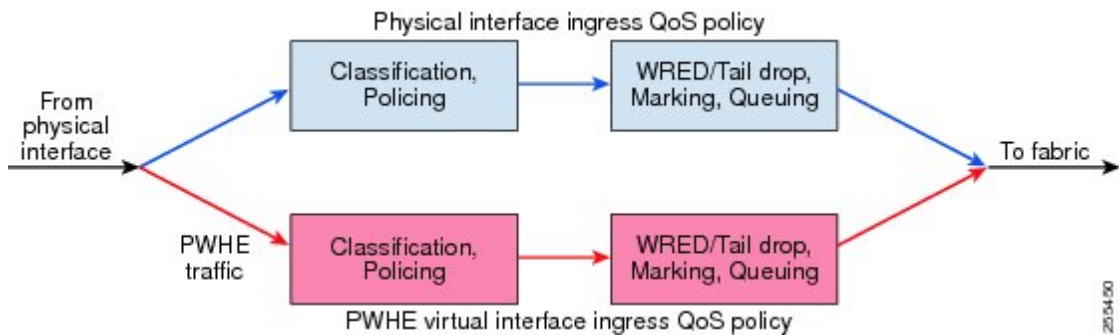 Physical interface ingress QoS policy
Classification,
Policing
WRED/Tail drop,
Marking, Queuing
From
physical
interface
To fabric
PWHE
traffic
Classification,
Policing
WRED/Tail drop,
Marking, Queuing
PWHE virtual interface ingress QoS policy
255450